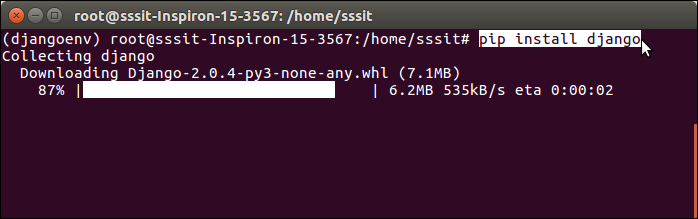 root@sssit-Inspiron-15-3567: /home/sssit
(djangoenv) root@sssit-Inspiron-15-3567:/home/sssit# pip install django
Collecting django
  Downloading Django-2.0.4-py3-none-any.whl (7.1MB)
    87% |                            | 6.2MB 535kB/s eta 0:00:02